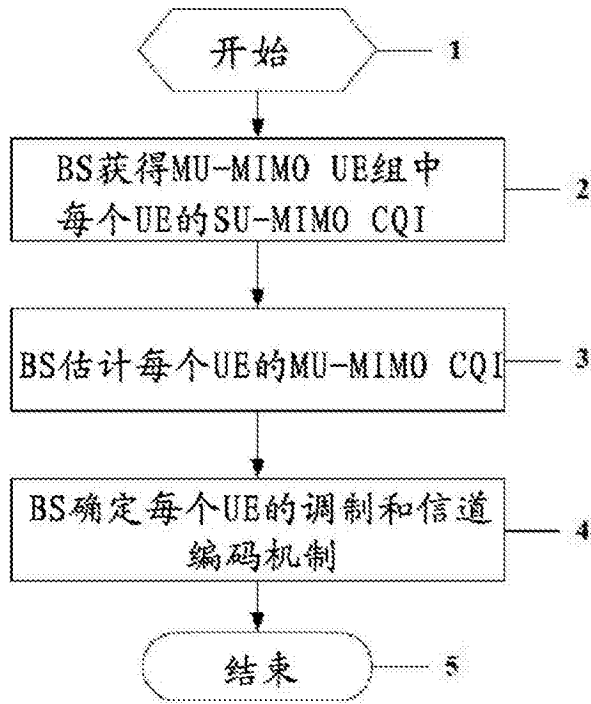 开始
1
BS获得MU-MIMO UE组中
每个UE的SU-MIMO CQI
2
BS估计每个UE的MU-MIMO CQI
3
BS确定每个UE的调制和信道
编码机制
4
结束
5